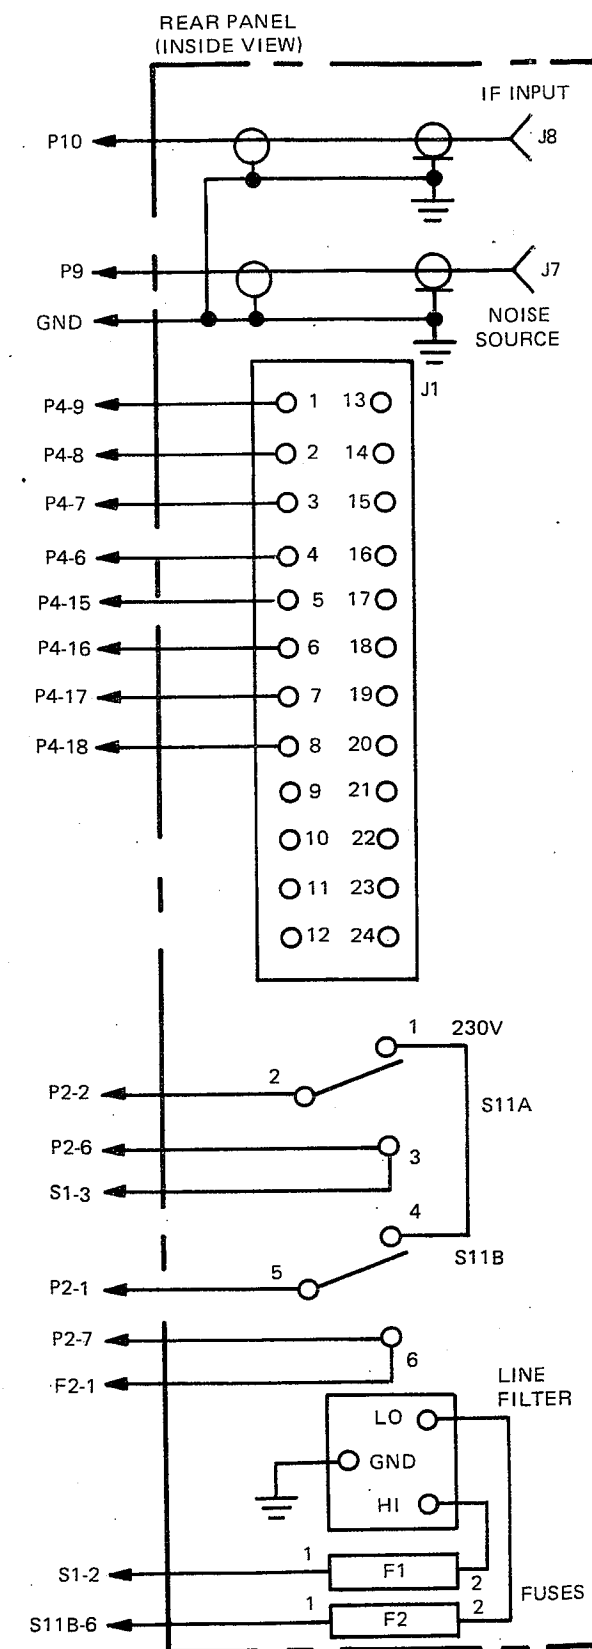 REAR PANEL
(INSIDE VIEW)
IF INPUT
P10
J8
P9
J7
GND
NOISE
SOURCE
J1
P4-9 1 13
P4-8 2 14
P4-7 3 15
P4-6 4 16
P4-15 5 17
P4-16 6 18
P4-17 7 19
P4-18 8 20
9 21
10 22
11 23
12 24
1 230V
2
P2-2
S11A
P2-6
3
S1-3
4
S11B
5
P2-1
P2-7
6
F2-1
LINE
FILTER
LO
GND
HI
1
S1-2
F1
2
FUSES
1
2
S11B-6
F2